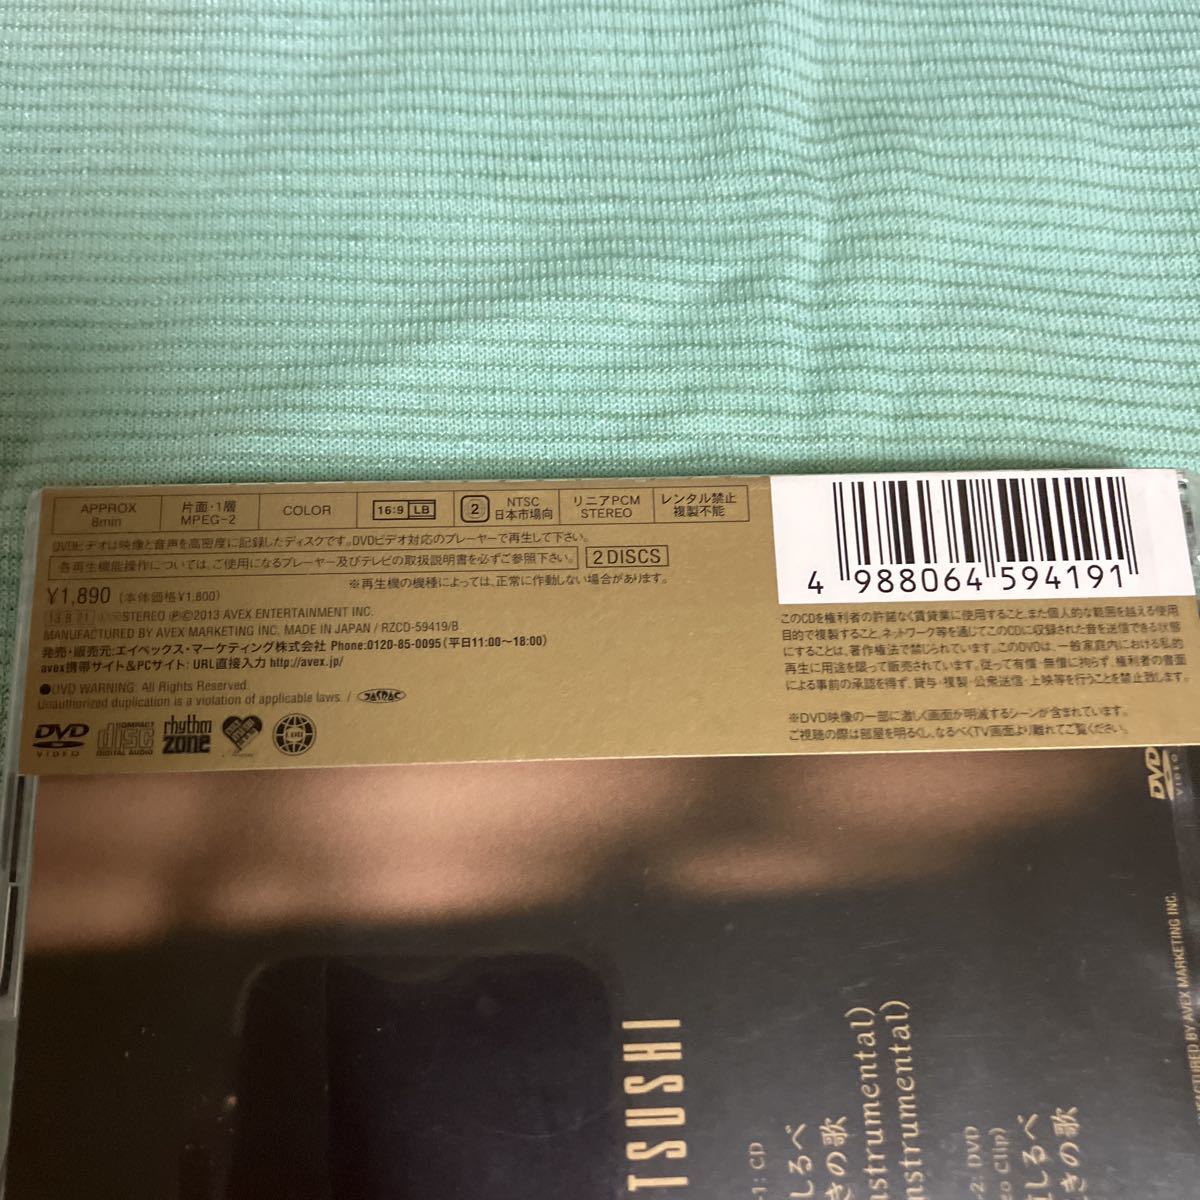 APPROX
8min
片面・1層
MPEG-2
COLOR
16:9 LB
2
NTSC
日本市場向
リニアPCM
STEREO
レンタル禁止
複製不能
DVDビデオは映像と音声を高密度に記録したディスクです。DVDビデオ対応のプレーヤーで再生して下さい。
各再生機能操作については、ご使用になるプレーヤー及びテレビの取扱説明書を必ずご参照下さい。
2 DISCS
※再生機の機種によっては、正常に作動しない場合があります。
¥1,890 (本体価格¥1,800)
STEREO ℗©2013 AVEX ENTERTAINMENT INC.
MANUFACTURED BY AVEX MARKETING INC. MADE IN JAPAN / RZCD-59419/B
発売・販売元:エイベックス・マーケティング株式会社 Phone:0120-85-0095(平日11:00〜18:00)
avex携帯サイト&PCサイト: URL直接入力 http://avex.jp/
●DVD WARNING: All Rights Reserved.
Unauthorized duplication is a violation of applicable laws. / JASRAC
DVD
VIDEO
COMPACT
disc
DIGITAL AUDIO
rhythm
zone
4 988064 594191
このCDを権利者の許諾なく賃貸業に使用すること、また個人的な範囲を越える使用
目的で複製すること、ネットワーク等を通じてこのCDに収録された音を送信できる状態
にすることは、著作権法で禁じられています。このDVDは、一般家庭内における私的
再生に用途を限って販売されています。従って有償・無償に拘らず、権利者の書面
による事前の承認を得ず、貸与・複製・公衆送信・上映等を行うことを禁止致します。
※DVD映像の一部に激しく画面が明滅するシーンが含まれています。
ご視聴の際は部屋を明るくし、なるべくTV画面より離れてご覧ください。
DVD
VIDEO
TSUSHI
-1: CD
しるべ
きの歌
nstrumental)
nstrumental)
-2: DVD
o Clip)
しるべ
きの歌
BY AVEX MARKETING INC.